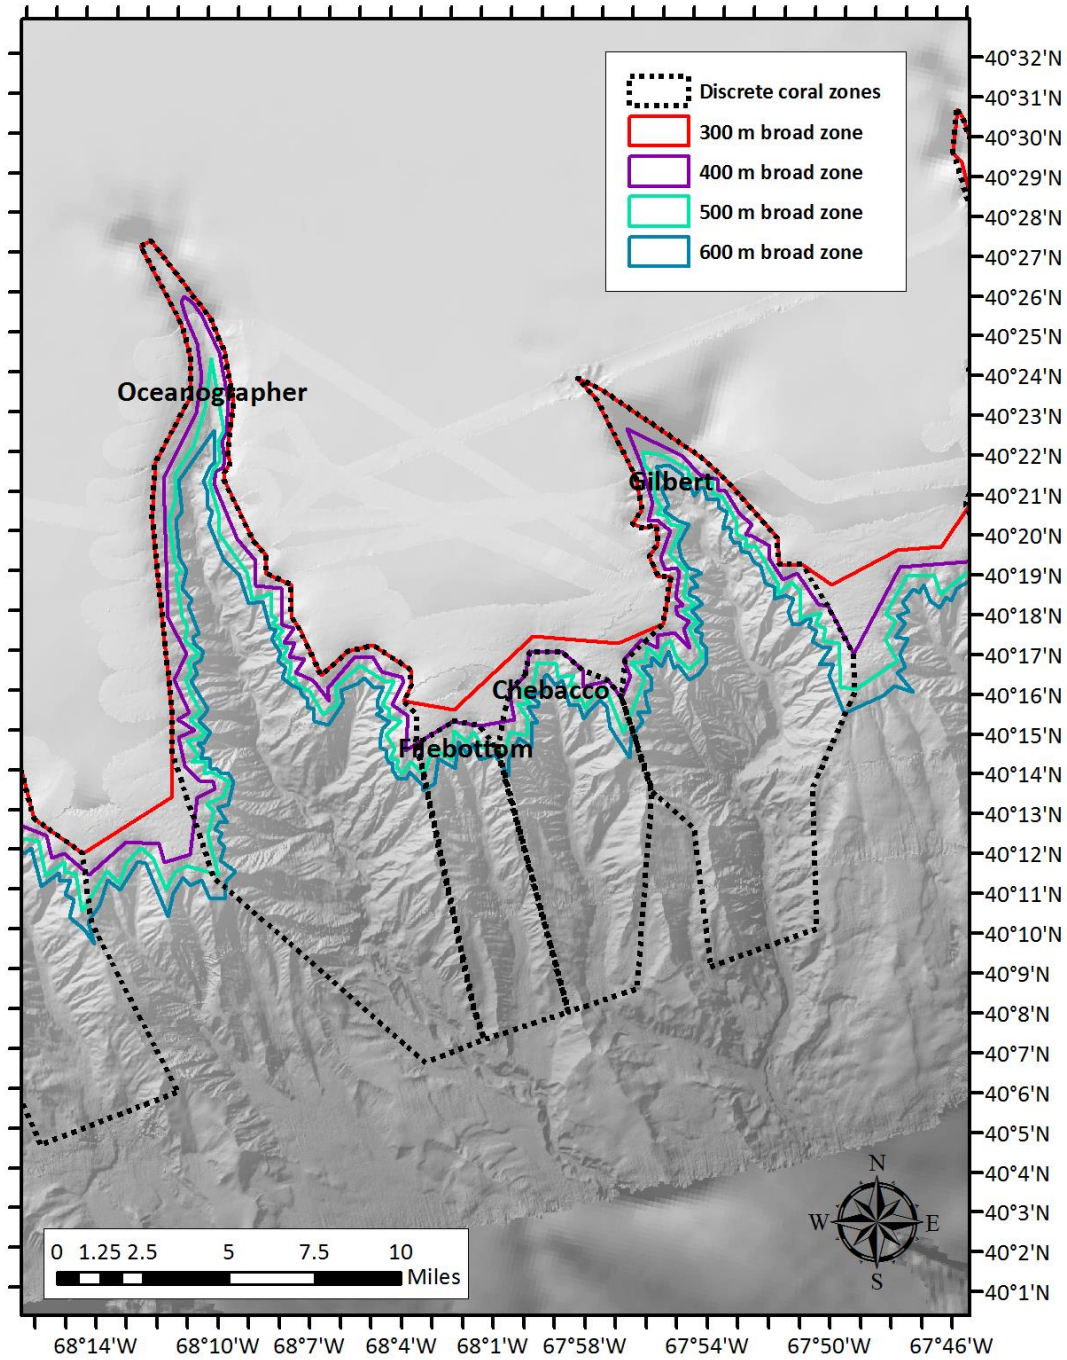 Discrete coral zones
300 m broad zone
400 m broad zone
500 m broad zone
600 m broad zone
Oceanographer
Gilbert
Chebacco
Filebottom
40°32'N
40°31'N
40°30'N
40°29'N
40°28'N
40°27'N
40°26'N
40°25'N
40°24'N
40°23'N
40°22'N
40°21'N
40°20'N
40°19'N
40°18'N
40°17'N
40°16'N
40°15'N
40°14'N
40°13'N
40°12'N
40°11'N
40°10'N
40°9'N
40°8'N
40°7'N
40°6'N
40°5'N
40°4'N
40°3'N
40°2'N
40°1'N
N
W E
S
0 1.25 2.5 5 7.5 10
Miles
68°14'W 68°10'W 68°7'W 68°4'W 68°1'W 67°58'W 67°54'W 67°50'W 67°46'W